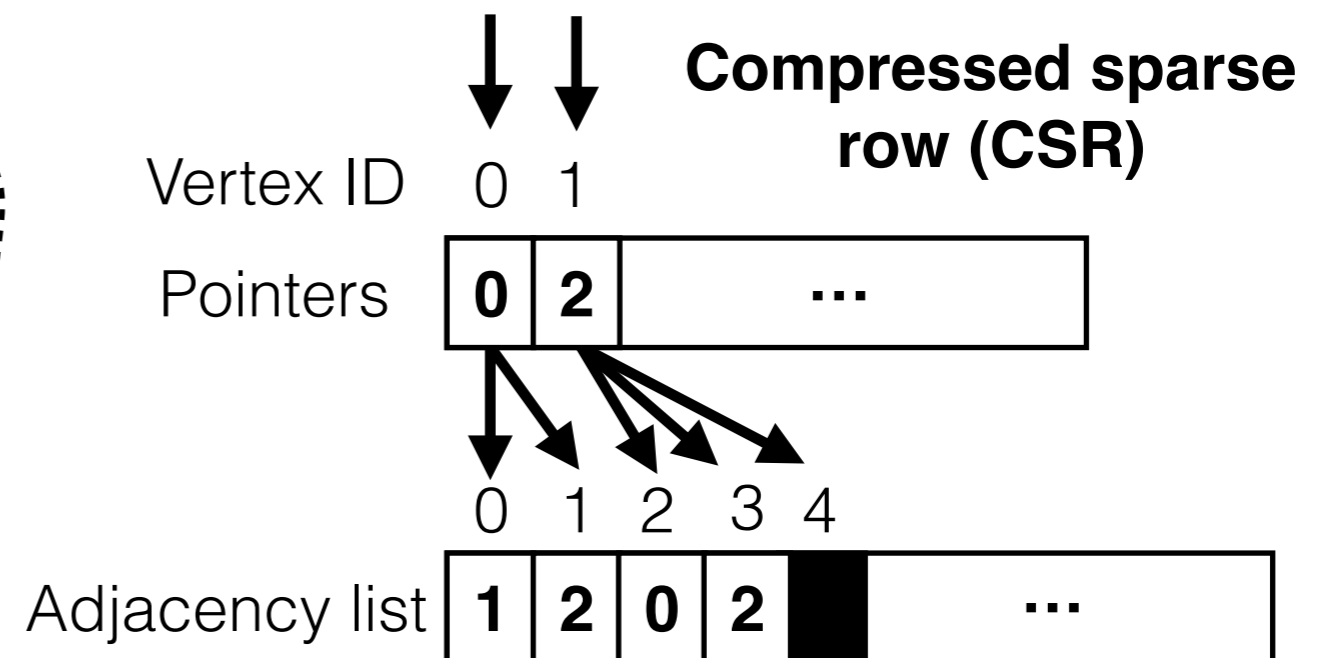 Compressed sparse
row (CSR)
Vertex ID 0 1
Pointers 0 2 ...
0 1 2 3 4
Adjacency list 1 2 0 2 ...